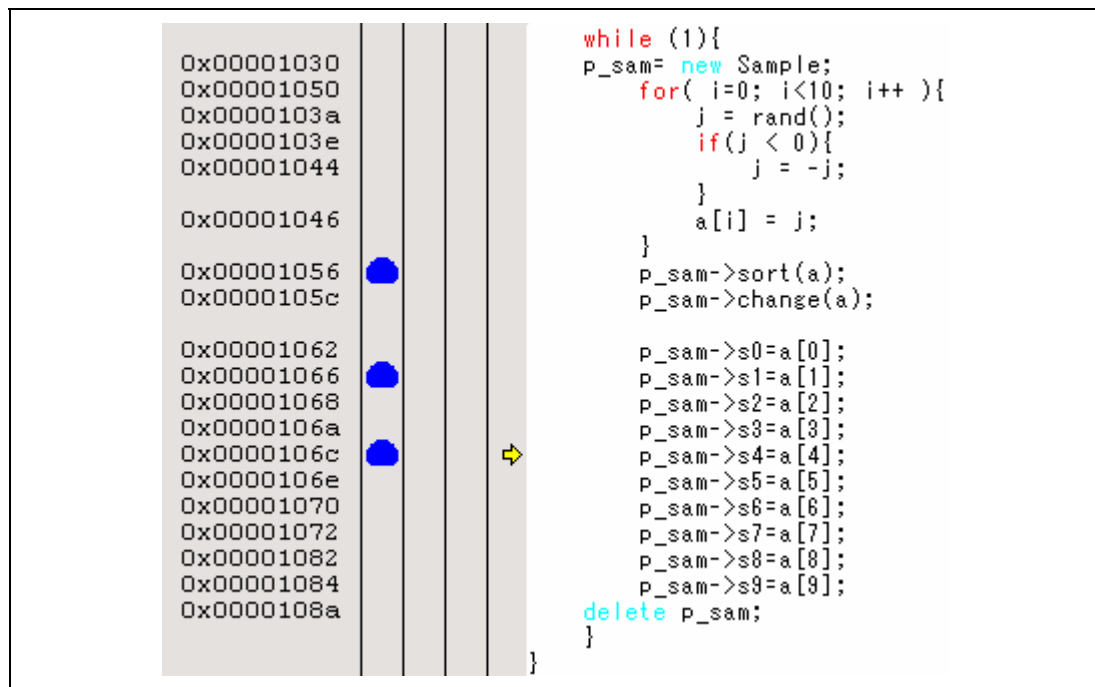 while (1){
0x00001030 p_sam= new Sample;
0x00001050 for( i=0; i<10; i++ ){
0x0000103a j = rand();
0x0000103e if(j < 0){
0x00001044 j = -j;
}
0x00001046 a[i] = j;
}
0x00001056 p_sam->sort(a);
0x0000105c p_sam->change(a);
0x00001062 p_sam->s0=a[0];
0x00001066 p_sam->s1=a[1];
0x00001068 p_sam->s2=a[2];
0x0000106a p_sam->s3=a[3];
0x0000106c p_sam->s4=a[4];
0x0000106e p_sam->s5=a[5];
0x00001070 p_sam->s6=a[6];
0x00001072 p_sam->s7=a[7];
0x00001082 p_sam->s8=a[8];
0x00001084 p_sam->s9=a[9];
0x0000108a delete p_sam;
}
}